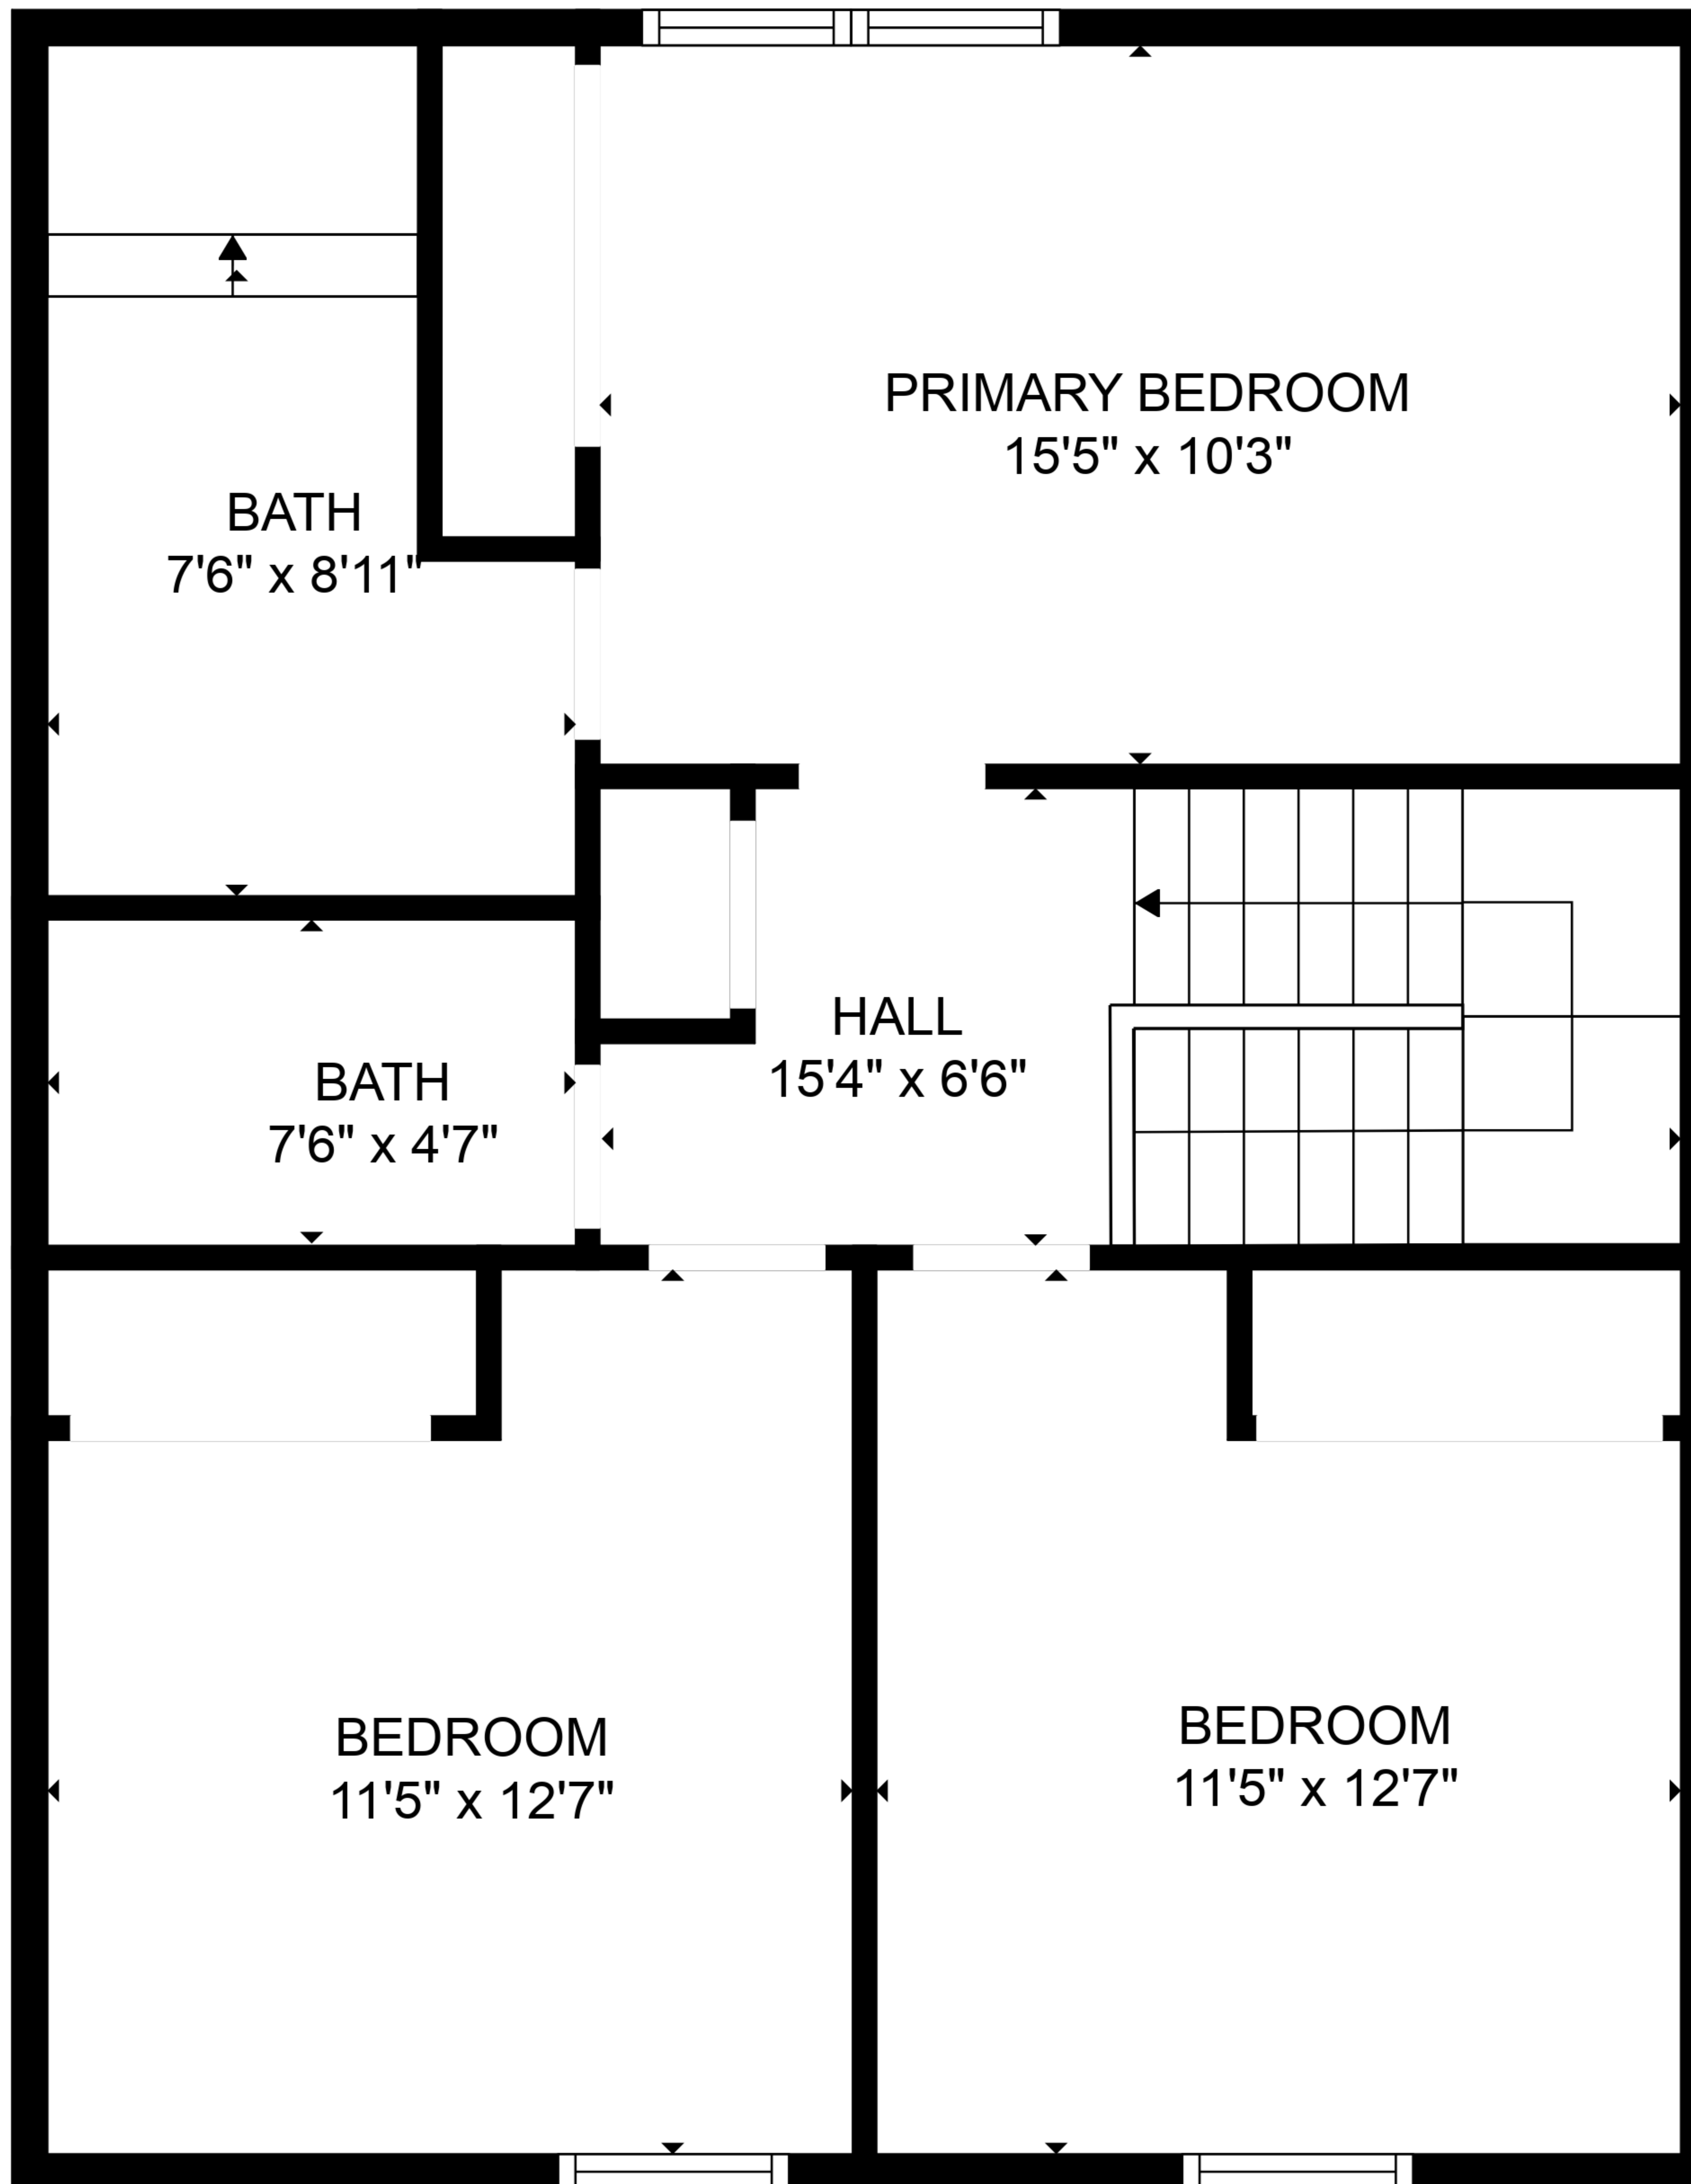 PRIMARY BEDROOM
15'5" x 10'3"
BATH
7'6" x 8'11"
HALL
15'4" x 6'6"
BATH
7'6" x 4'7"
BEDROOM
11'5" x 12'7"
BEDROOM
11'5" x 12'7"